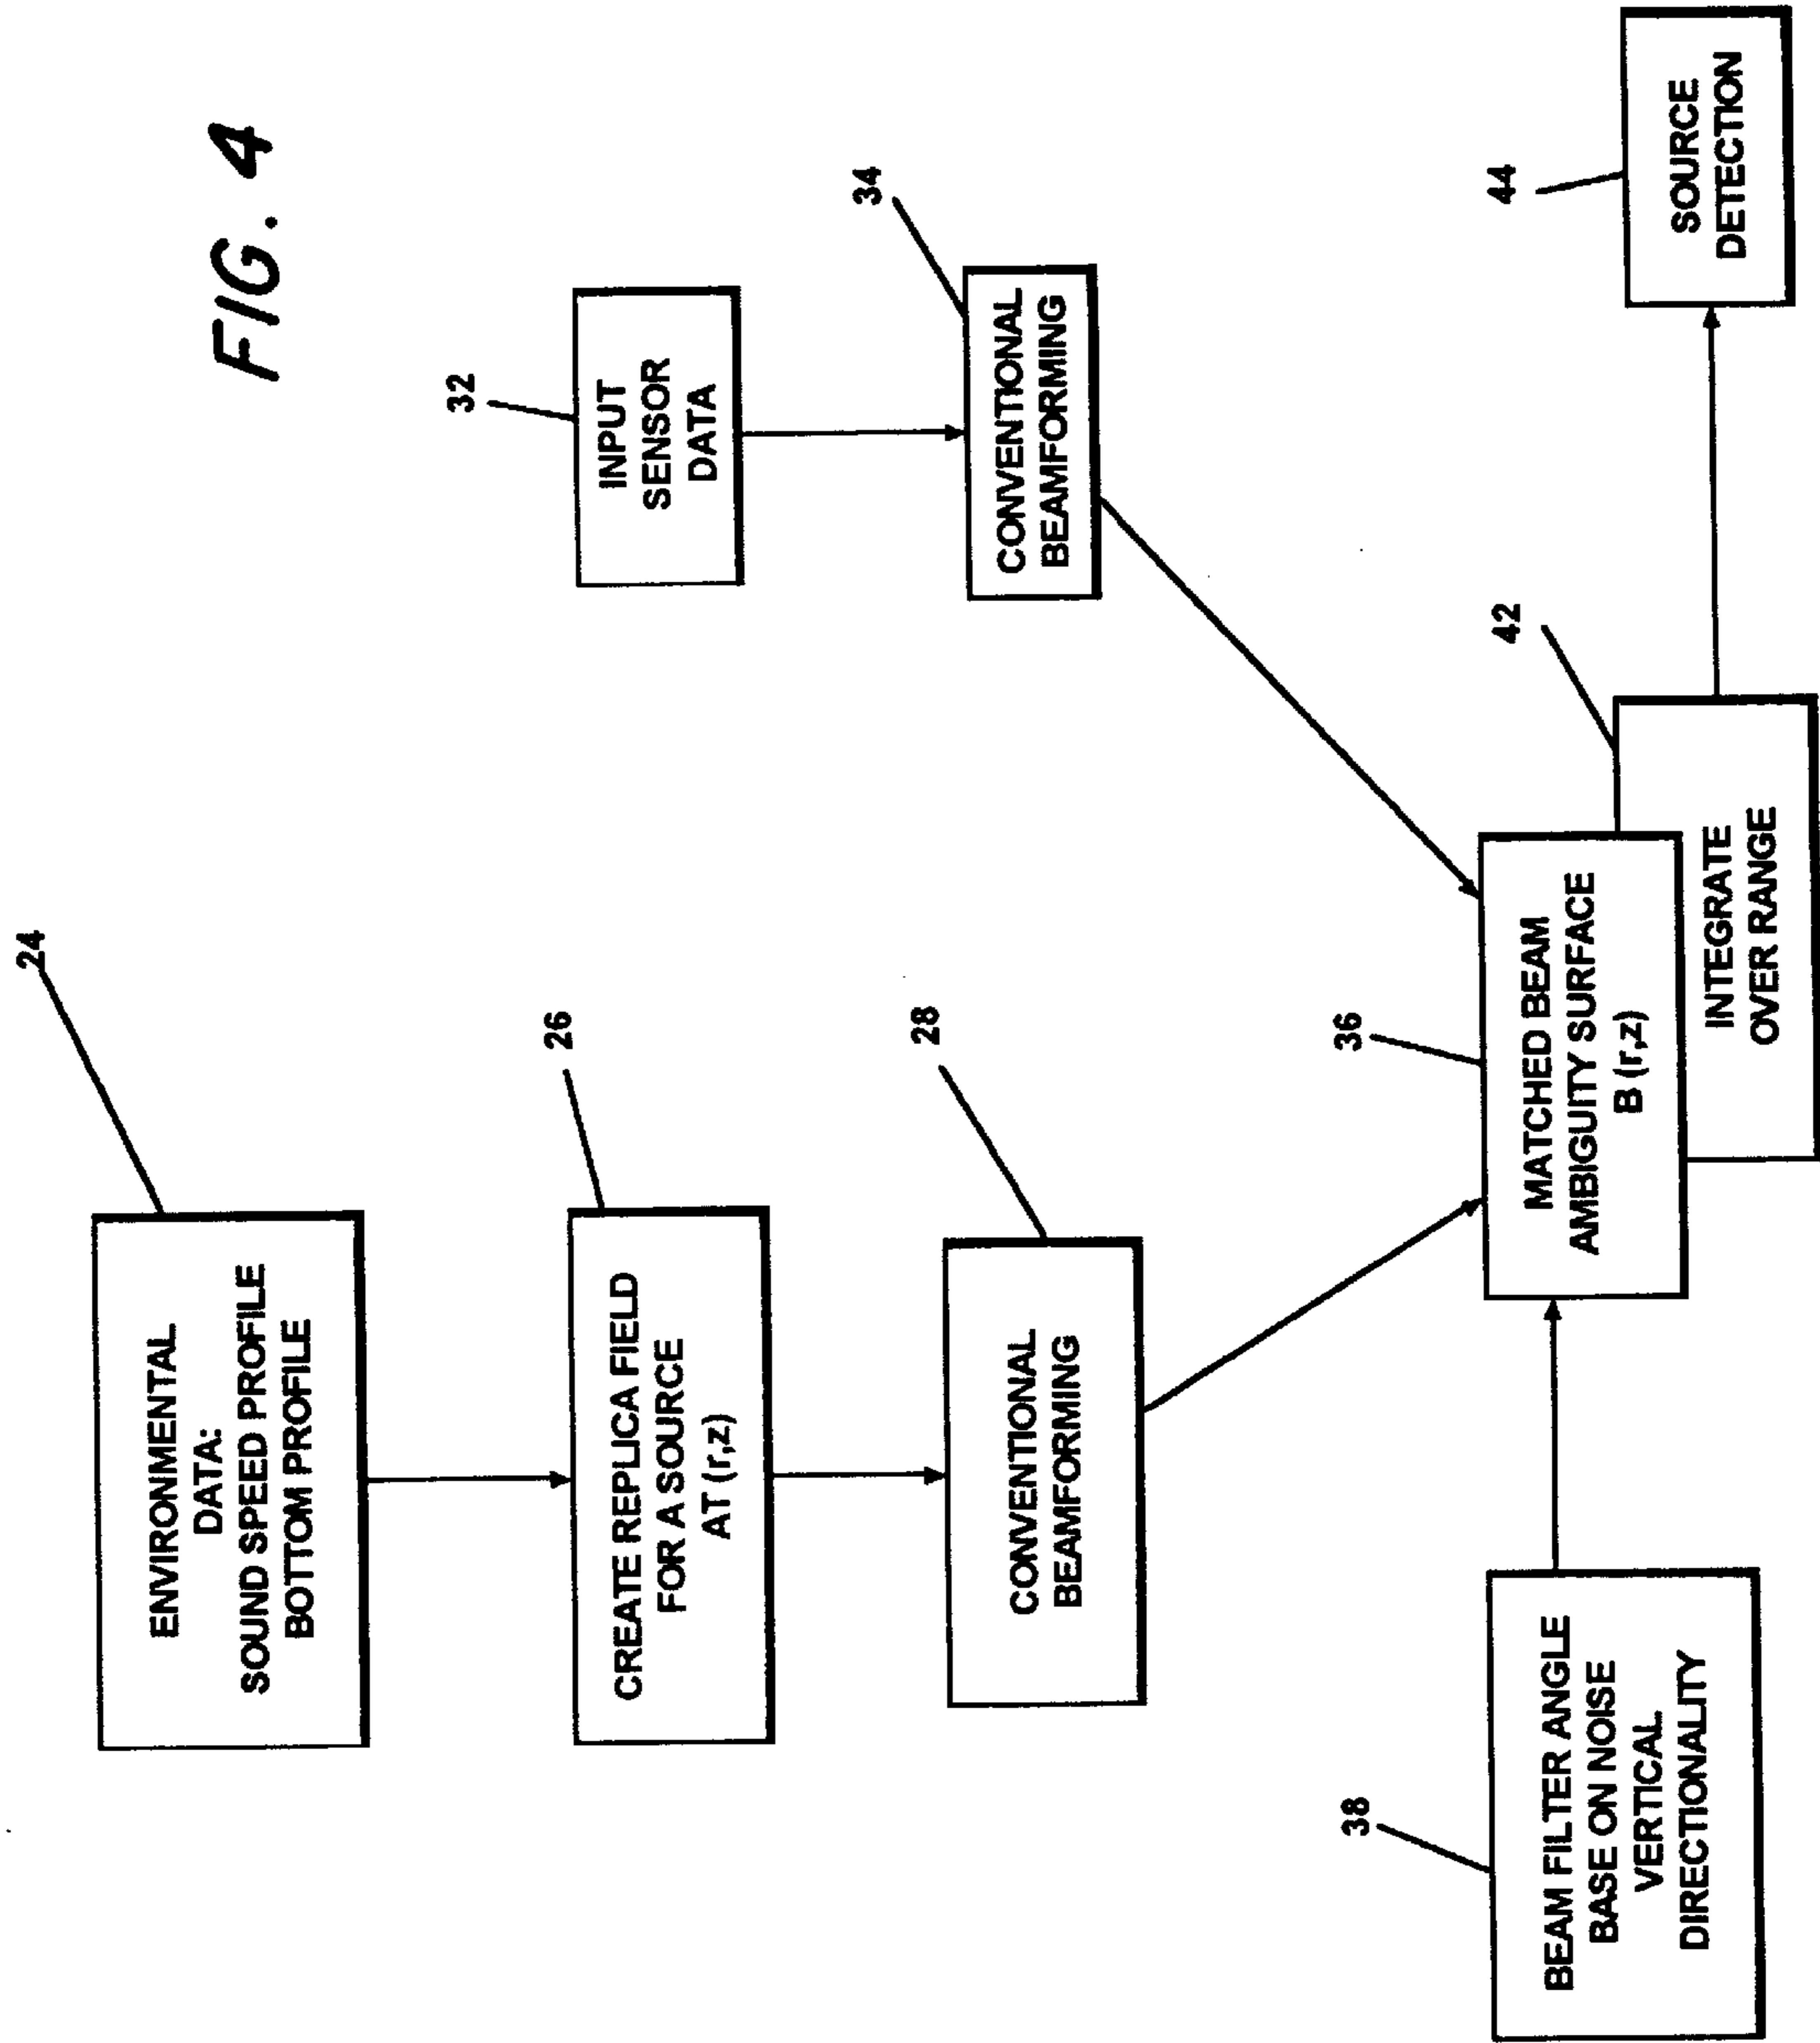 FIG. 4
24
ENVIRONMENTAL
DATA:
SOUND SPEED PROFILE
BOTTOM PROFILE
26
CREATE REPLICA FIELD
FOR A SOURCE
AT (r,z)
28
CONVENTIONAL
BEAMFORMING
32
INPUT
SENSOR
DATA
34
CONVENTIONAL
BEAMFORMING
38
BEAM FILTER ANGLE
BASE ON NOISE
VERTICAL
DIRECTIONALITY
36
MATCHED BEAM
AMBIGUITY SURFACE
B (r,z)
42
INTEGRATE
OVER RANGE
44
SOURCE
DETECTION